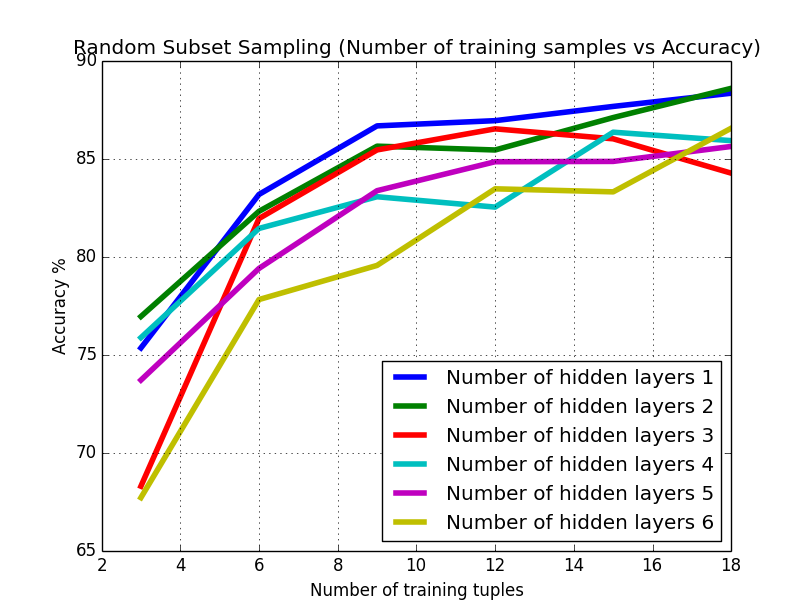 Random Subset Sampling (Number of training samples vs Accuracy)
90
85
80
75
70
65
Accuracy %
Number of hidden layers 1
Number of hidden layers 2
Number of hidden layers 3
Number of hidden layers 4
Number of hidden layers 5
Number of hidden layers 6
2 4 6 8 10 12 14 16 18
Number of training tuples